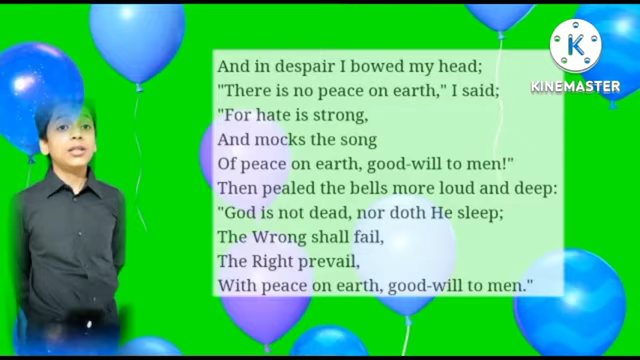 And in despair I bowed my head;
"There is no peace on earth," I said;
"For hate is strong,
And mocks the song
Of peace on earth, good-will to men!"
Then pealed the bells more loud and deep:
"God is not dead, nor doth He sleep;
The Wrong shall fail,
The Right prevail,
With peace on earth, good-will to men."
K
KINEMASTER